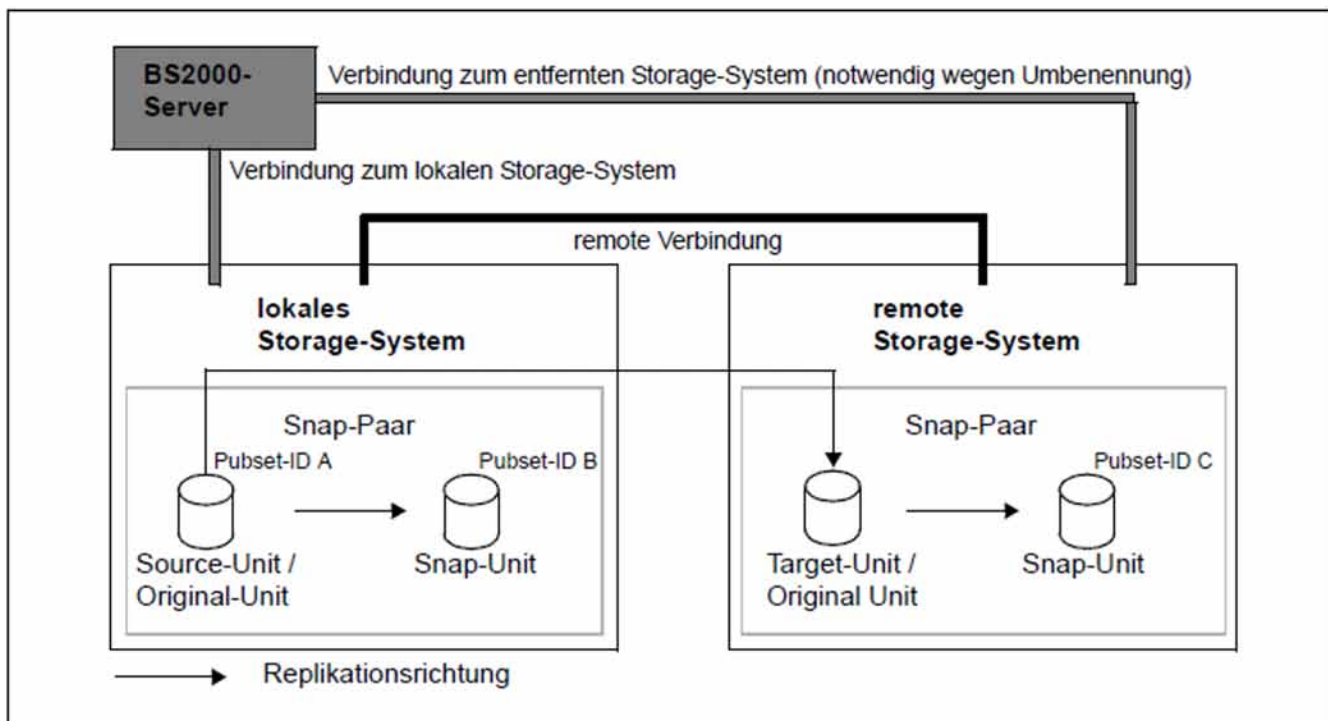 BS2000-
Server
Verbindung zum entfernten Storage-System (notwendig wegen Umbenennung)
Verbindung zum lokalen Storage-System
remote Verbindung
lokales
Storage-System
remote
Storage-System
Snap-Paar
Pubset-ID A
Pubset-ID B
Source-Unit /
Original-Unit
Snap-Unit
Snap-Paar
Pubset-ID C
Target-Unit /
Original Unit
Snap-Unit
Replikationsrichtung